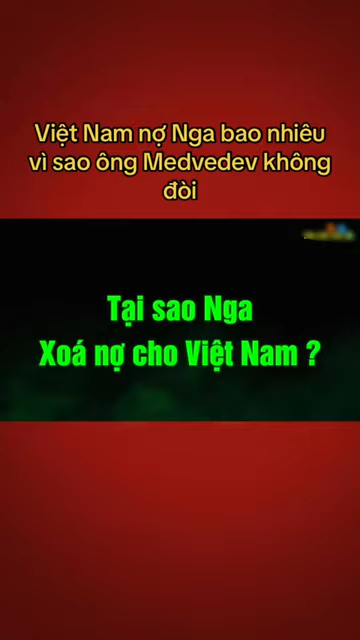 Việt Nam nợ Nga bao nhiêu
vì sao ông Medvedev không
đòi
Tại sao Nga
Xoá nợ cho Việt Nam ?